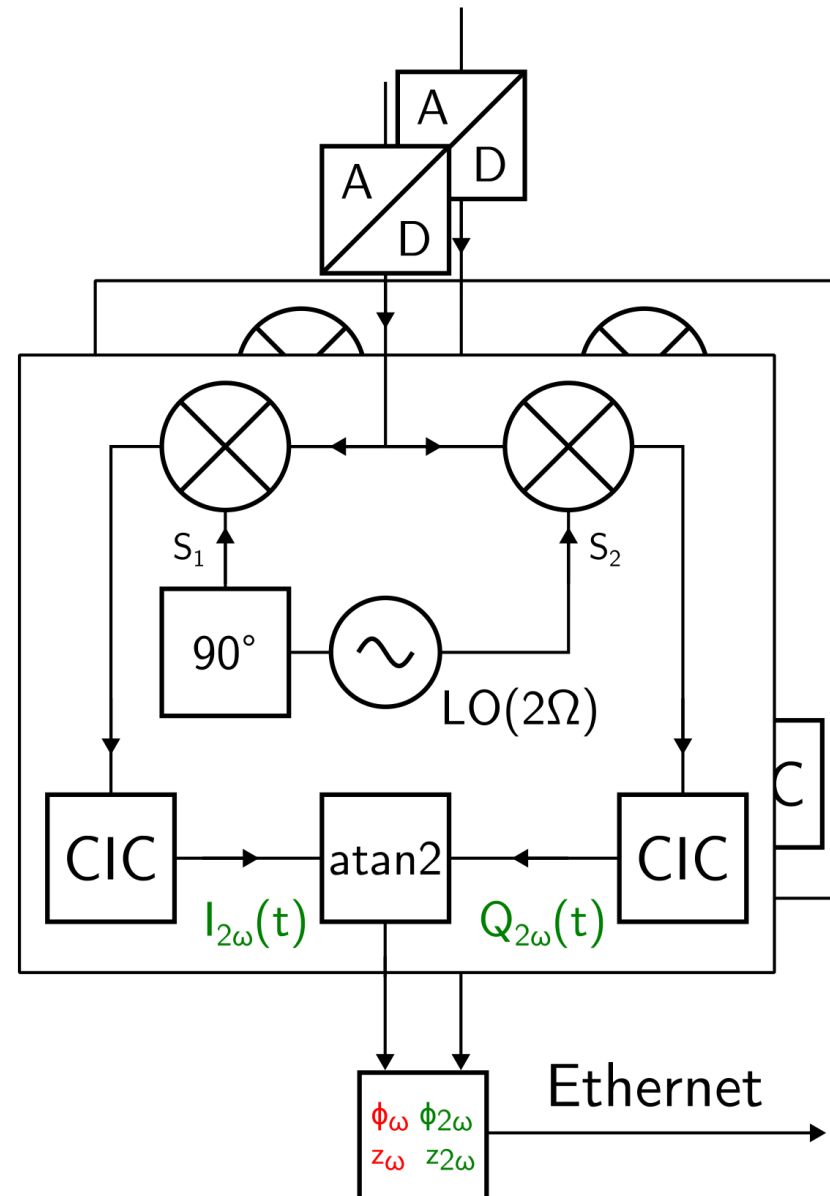 A
D
A
D
S₁
S₂
90°
LO(2Ω)
C
CIC
atan2
CIC
I₂ω(t)
Q₂ω(t)
Ethernet
ϕω ϕ₂ω
zω z₂ω